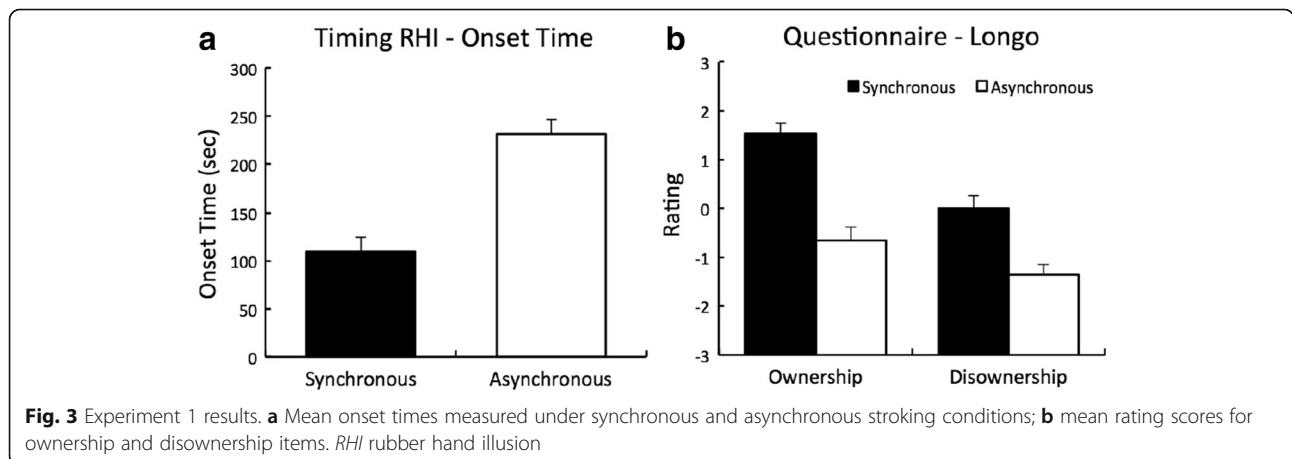 a Timing RHI - Onset Time
Onset Time (sec)
300
250
200
150
100
50
0
Synchronous Asynchronous
b Questionnaire - Longo
Synchronous Asynchronous
Rating
3
2
1
0
-1
-2
-3
Ownership Disownership
Fig. 3 Experiment 1 results. a Mean onset times measured under synchronous and asynchronous stroking conditions; b mean rating scores for
ownership and disownership items. RHI rubber hand illusion